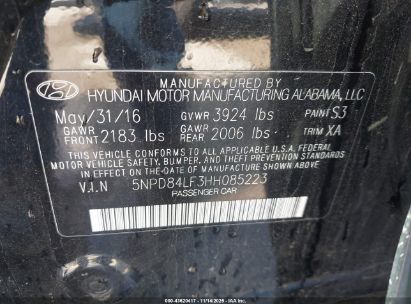 MANUFACTURED BY
HYUNDAI MOTOR MANUFACTURING ALABAMA, LLC
May/31/16 GVWR 3924 lbs PAINT S3
GAWR FRONT 2183 lbs GAWR REAR 2006 lbs TRIM XA
THIS VEHICLE CONFORMS TO ALL APPLICABLE U.S.A. FEDERAL
MOTOR VEHICLE SAFETY, BUMPER, AND THEFT PREVENTION
STANDARDS IN EFFECT ON THE DATE OF MANUFACTURE SHOWN ABOVE.
V.I.N 5NPD84LF3HH085223
PASSENGER CAR